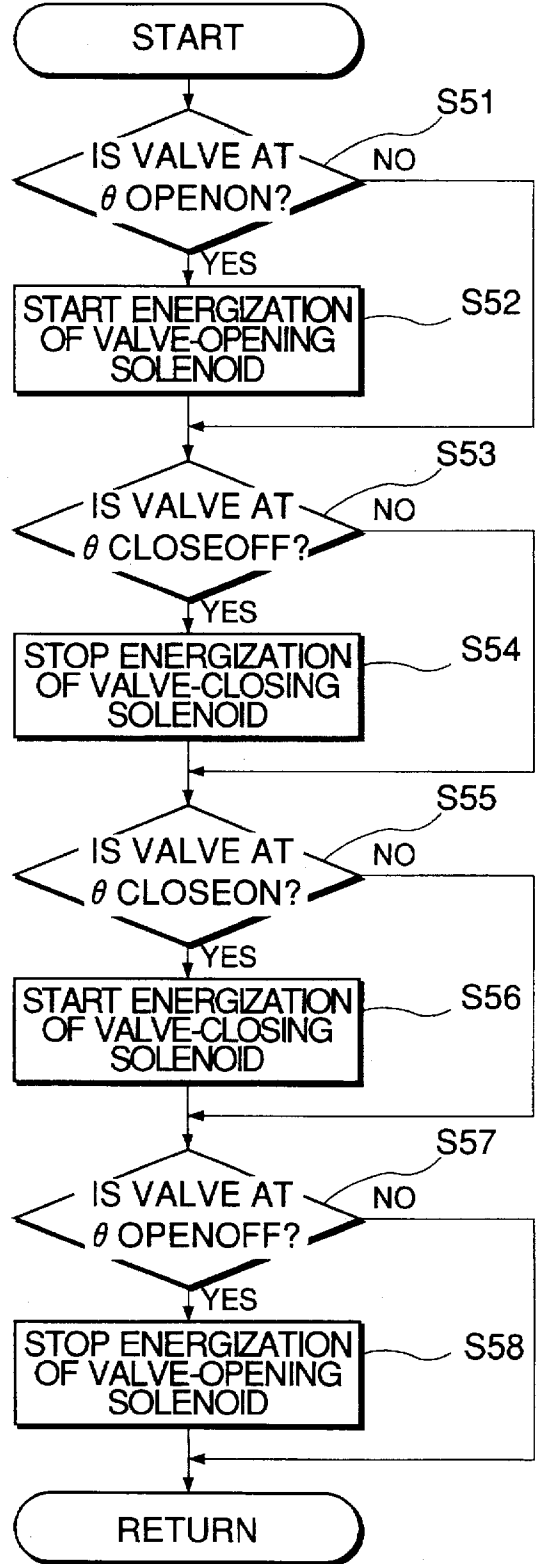 START
S51
IS VALVE AT
NO
θ OPENON?
YES
S52
START ENERGIZATION
OF VALVE-OPENING
SOLENOID
S53
IS VALVE AT
NO
θ CLOSEOFF?
YES
S54
STOP ENERGIZATION
OF VALVE-CLOSING
SOLENOID
S55
IS VALVE AT
NO
θ CLOSEON?
YES
S56
START ENERGIZATION
OF VALVE-CLOSING
SOLENOID
S57
IS VALVE AT
NO
θ OPENOFF?
YES
S58
STOP ENERGIZATION
OF VALVE-OPENING
SOLENOID
RETURN